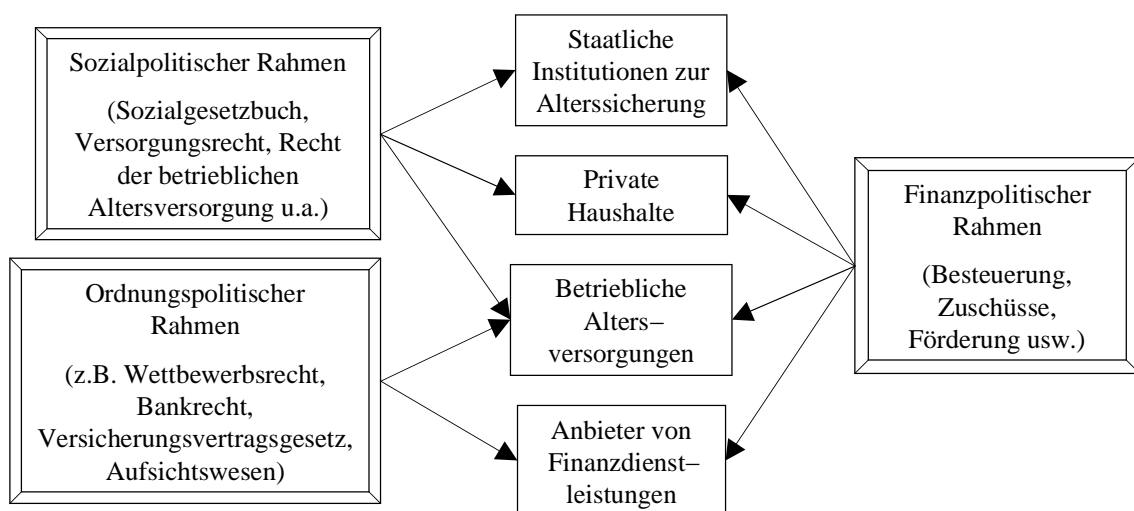 Sozialpolitischer Rahmen
(Sozialgesetzbuch,
Versorgungsrecht, Recht
der betrieblichen
Altersversorgung u.a.)
Ordnungspolitischer
Rahmen
(z.B. Wettbewerbsrecht,
Bankrecht,
Versicherungsvertragsgesetz,
Aufsichtswesen)
Staatliche
Institutionen zur
Alterssicherung
Private
Haushalte
Betriebliche
Alters–
versorgungen
Anbieter von
Finanzdienst–
leistungen
Finanzpolitischer
Rahmen
(Besteuerung,
Zuschüsse,
Förderung usw.)